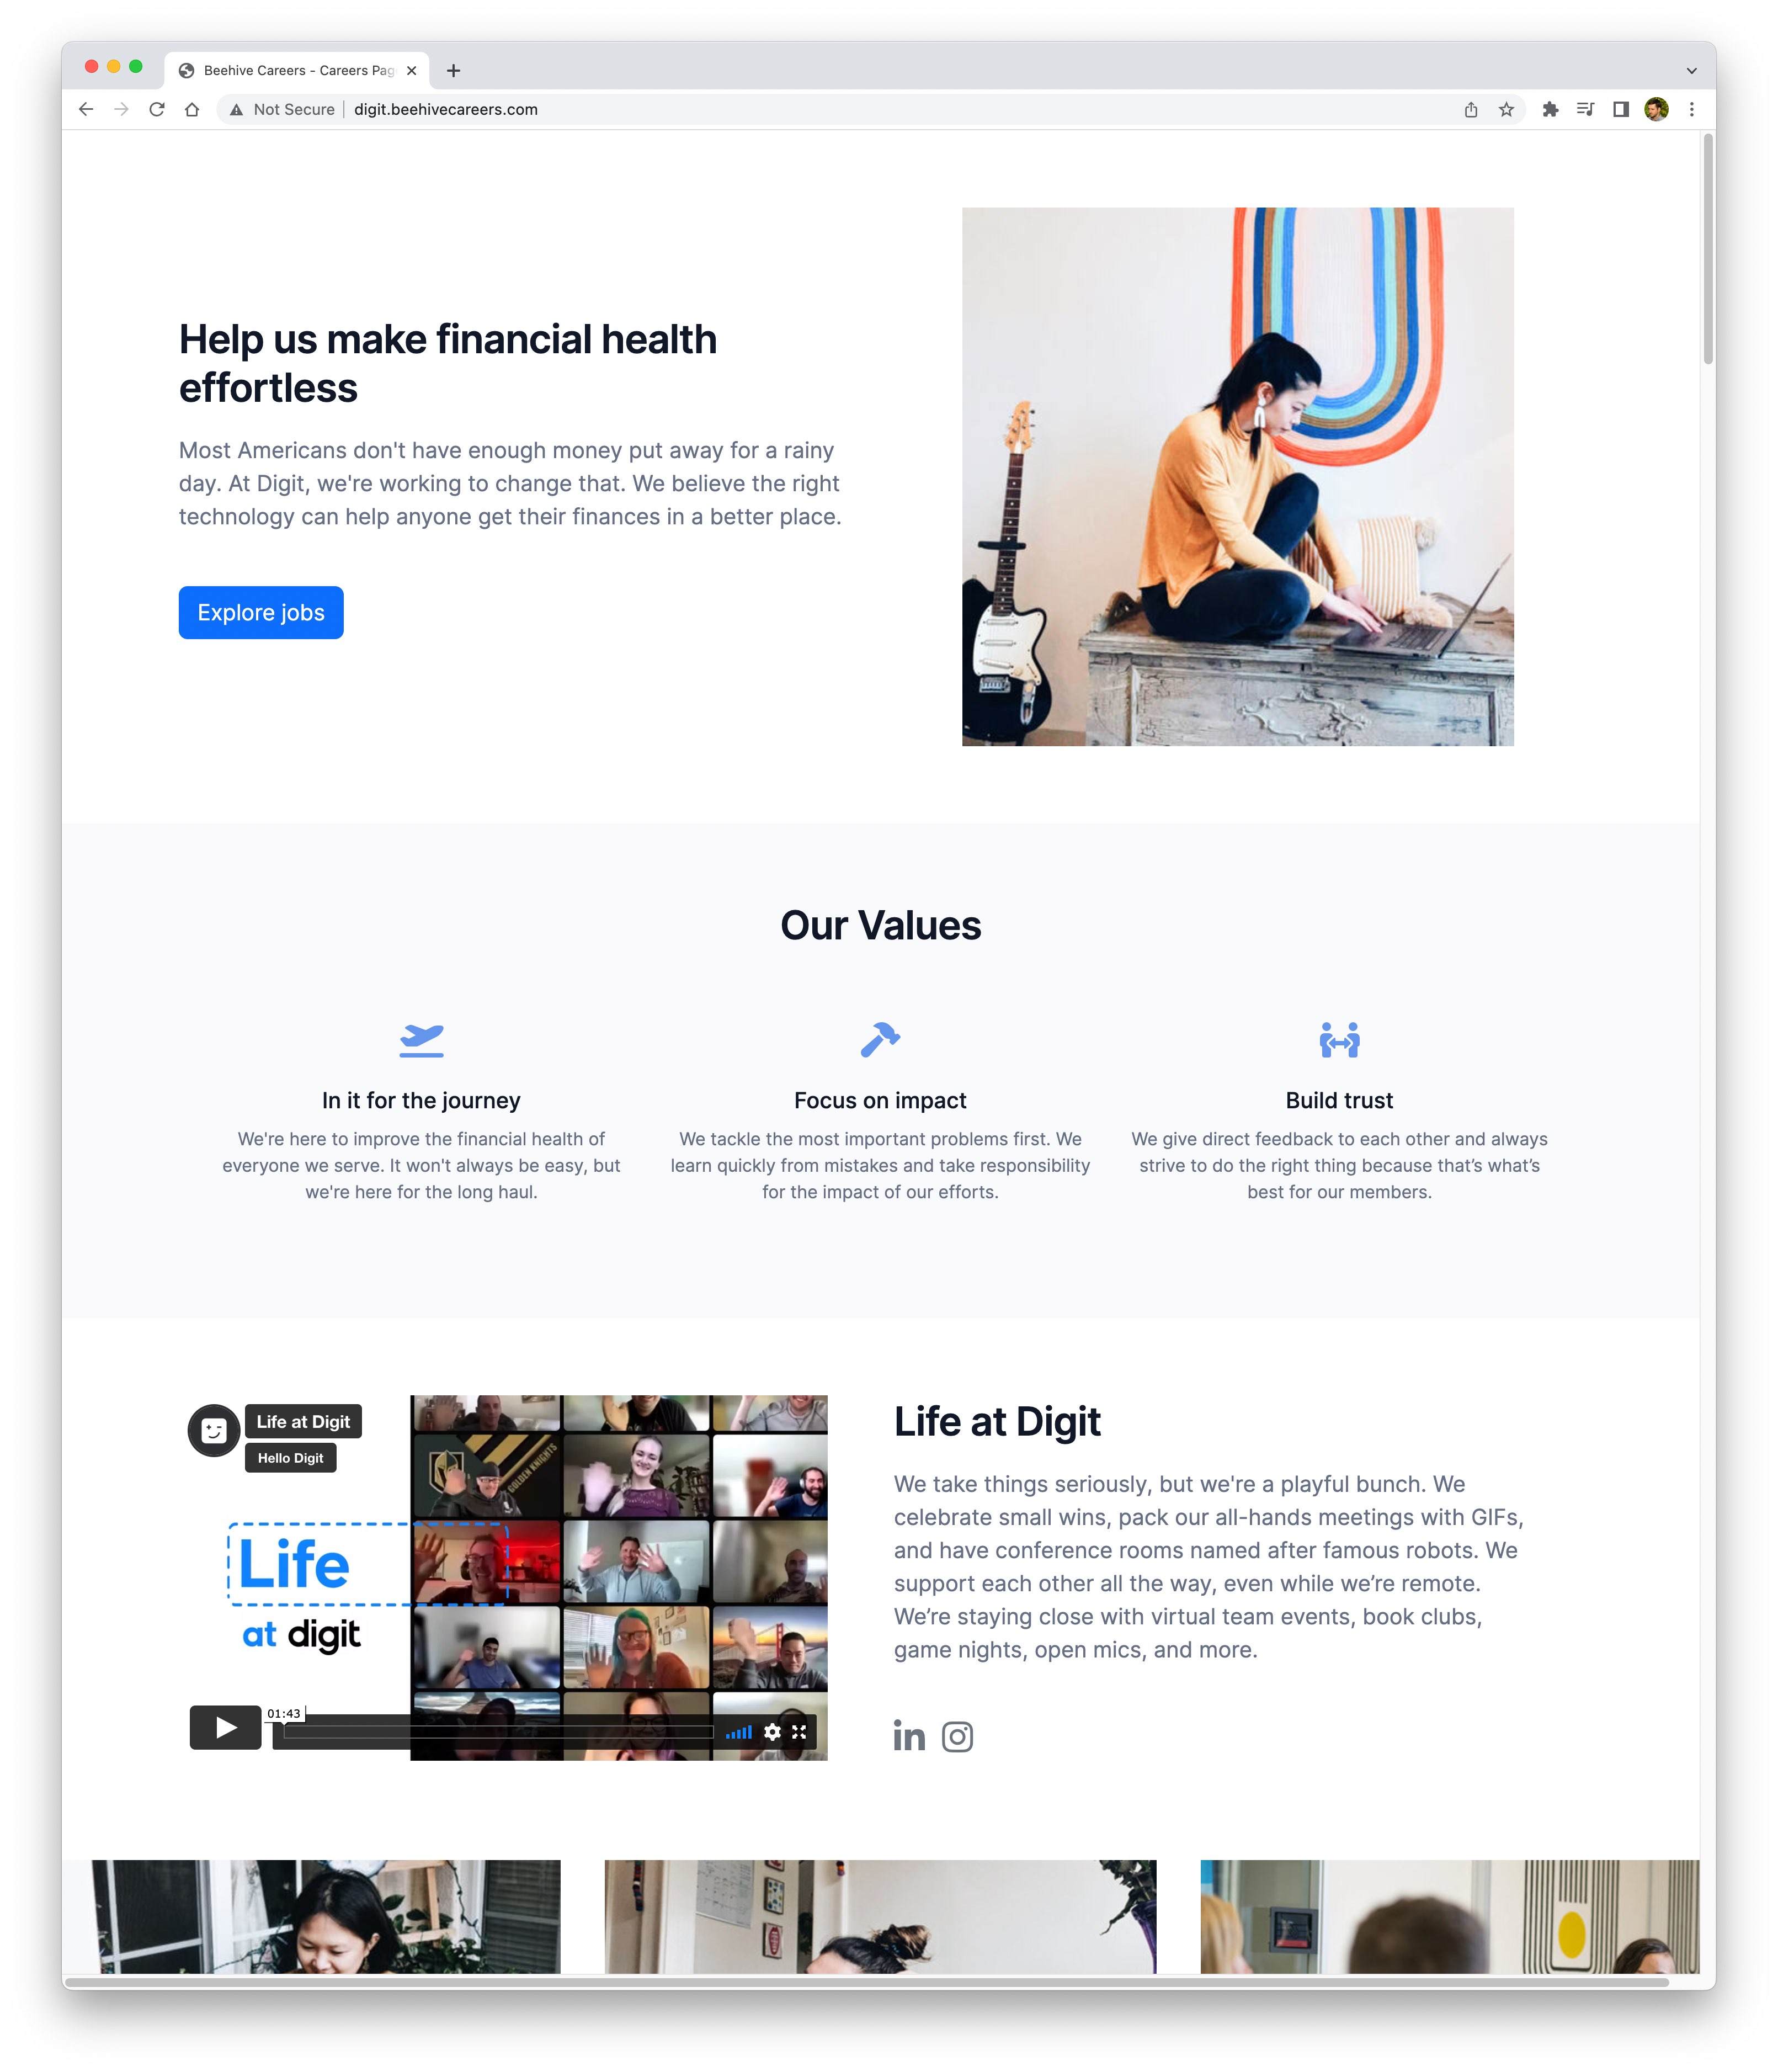 Beehive Careers - Careers Pag
Not Secure
digit.beehivecareers.com
Help us make financial health
effortless
Most Americans don't have enough money put away for a rainy
day. At Digit, we're working to change that. We believe the right
technology can help anyone get their finances in a better place.
Explore jobs
Our Values
In it for the journey
We're here to improve the financial health of
everyone we serve. It won't always be easy, but
we're here for the long haul.
Focus on impact
We tackle the most important problems first. We
learn quickly from mistakes and take responsibility
for the impact of our efforts.
Build trust
We give direct feedback to each other and always
strive to do the right thing because that’s what’s
best for our members.
Life at Digit
Hello Digit
GOLDEN KNIGHTS
Life
at digit
01:43
Life at Digit
We take things seriously, but we're a playful bunch. We
celebrate small wins, pack our all-hands meetings with GIFs,
and have conference rooms named after famous robots. We
support each other all the way, even while we’re remote.
We’re staying close with virtual team events, book clubs,
game nights, open mics, and more.
in